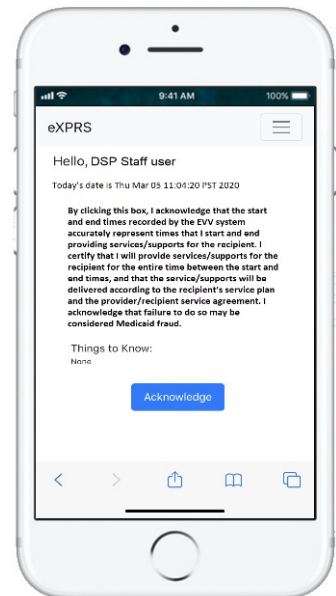 9:41 AM
100%
eXPRS
Hello, DSP Staff user
Today's date is Thu Mar 05 11:04:20 PST 2020
By clicking this box, I acknowledge that the start
and end times recorded by the EVV system
accurately represent times that I start and end
providing services/supports for the recipient. I
certify that I will provide services/supports for the
recipient for the entire time between the start and
end times, and that the service/supports will be
delivered according to the recipient's service plan
and the provider/recipient service agreement. I
acknowledge that failure to do so may be
considered Medicaid fraud.
Things to Know:
None
Acknowledge